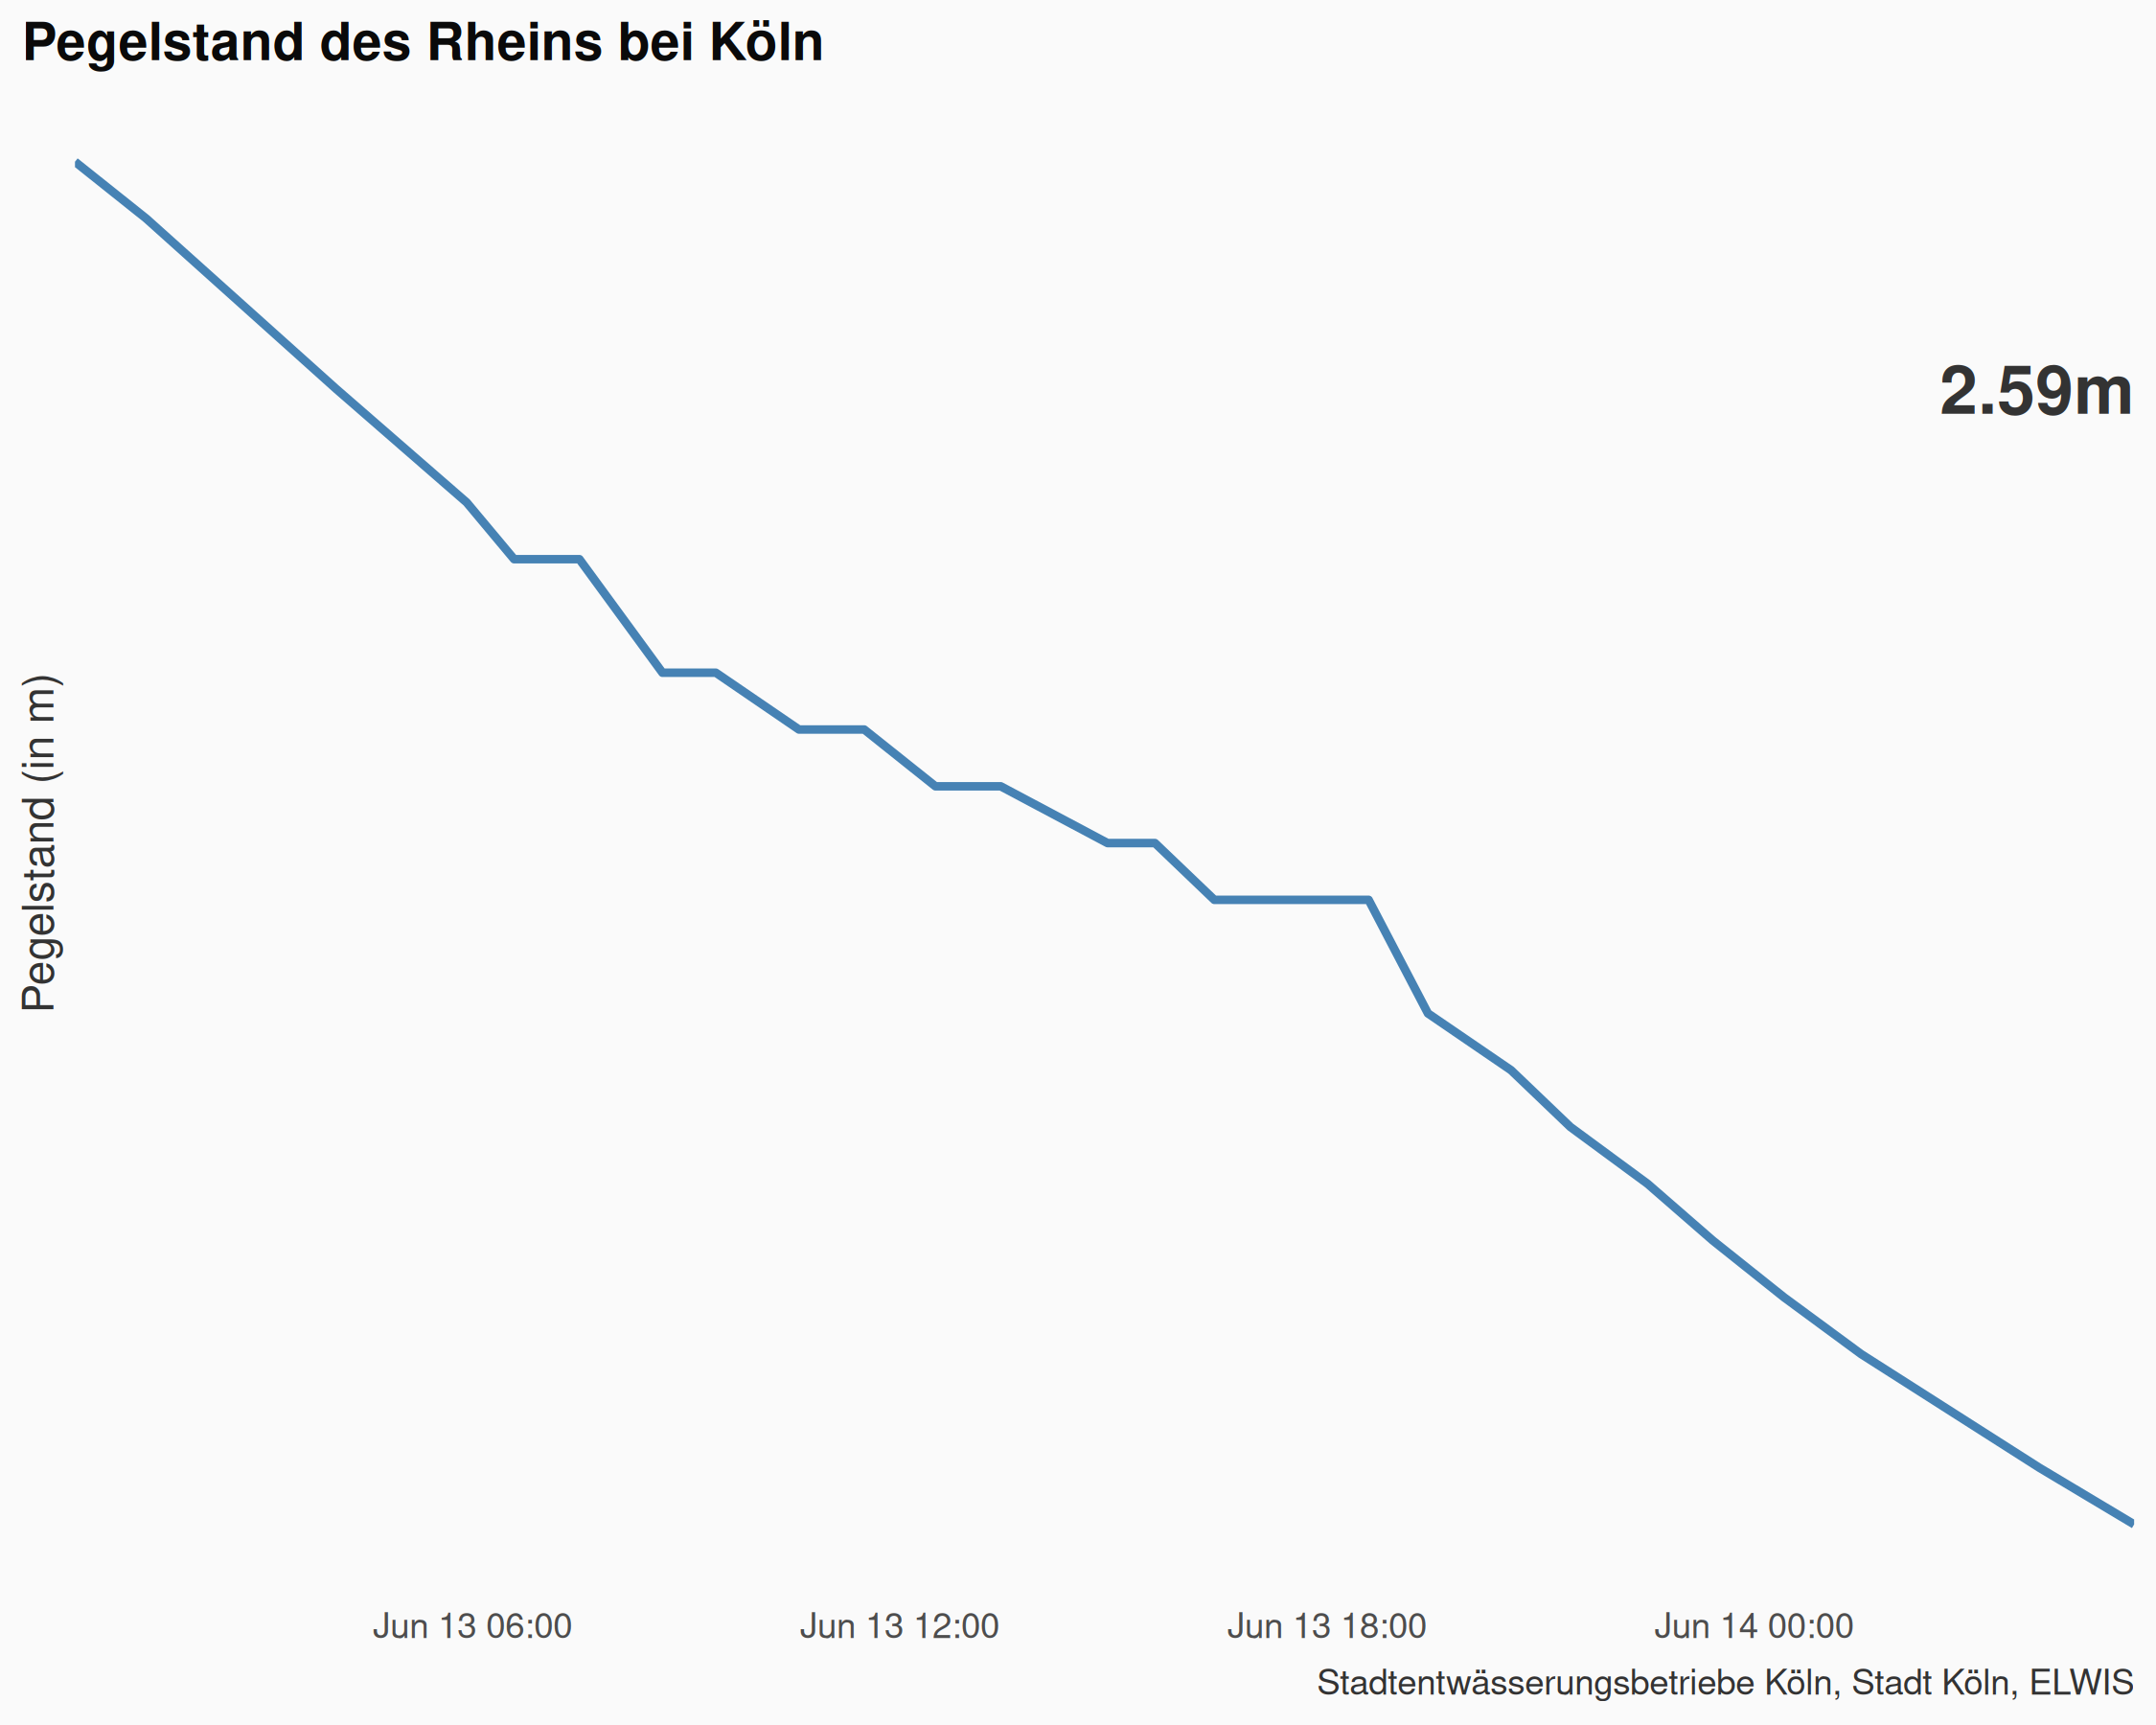 Pegelstand des Rheins bei Köln
2.59m
Pegelstand (in m)
Jun 13 06:00
Jun 13 12:00
Jun 13 18:00
Jun 14 00:00
Stadtentwässerungsbetriebe Köln, Stadt Köln, ELWIS